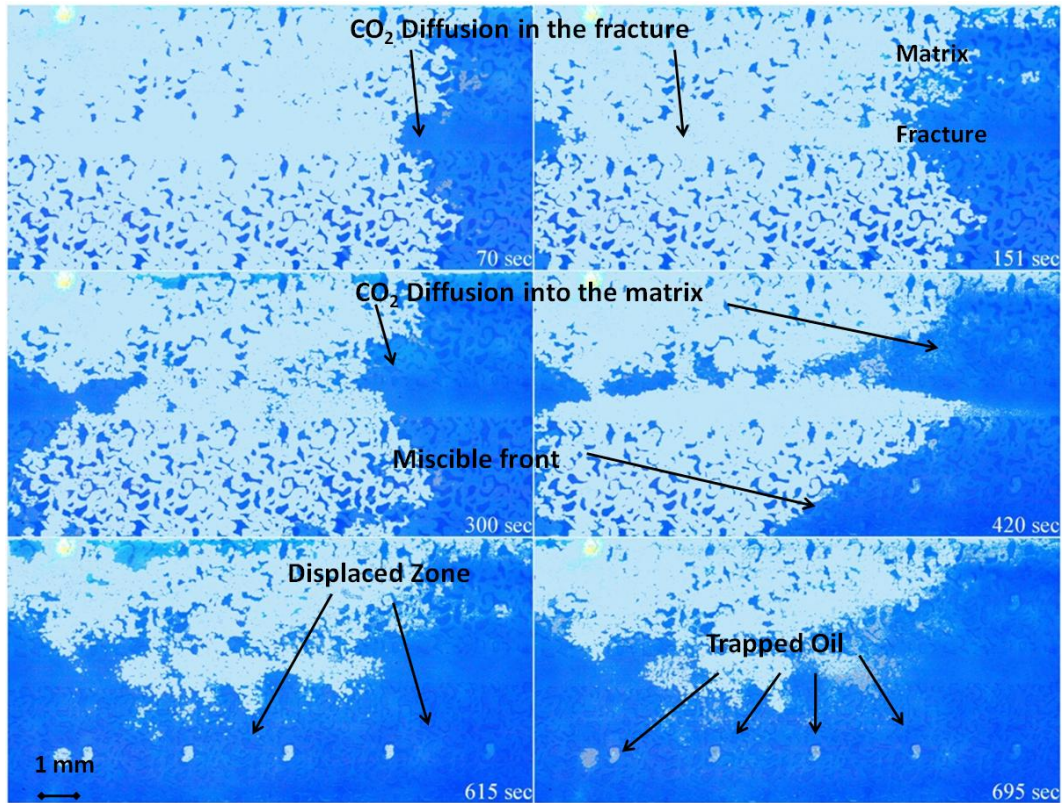 CO₂ Diffusion in the fracture
Matrix
Fracture
70 sec
151 sec
CO₂ Diffusion into the matrix
Miscible front
300 sec
420 sec
Displaced Zone
Trapped Oil
1 mm
615 sec
695 sec